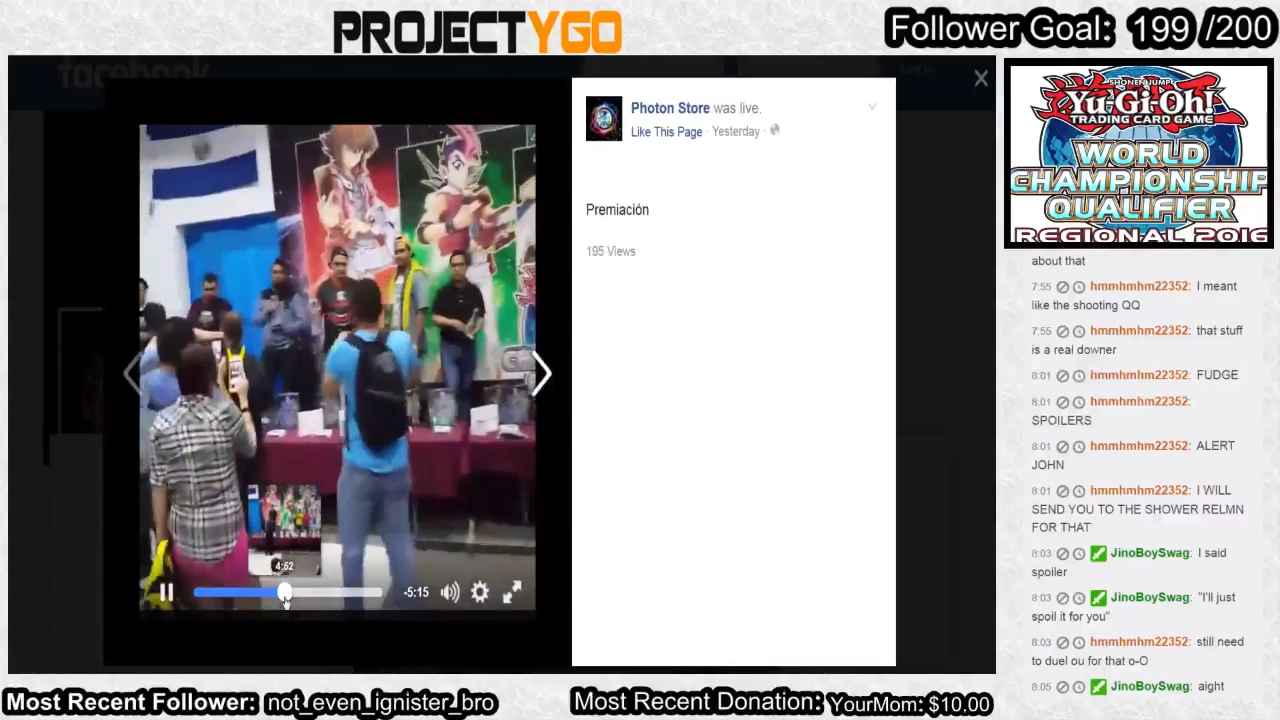 PROJECTYGO
Follower Goal: 199 /200
facebook
Log In
Photon Store was live.
Like This Page · Yesterday ·
Premiación
195 Views
4:52
-5:15
SHONEN JUMP
Yu-Gi-Oh!
TRADING CARD GAME
WORLD
CHAMPIONSHIP
QUALIFIER
REGIONAL 2016
about that
7:55 hmmhmhm22352: I meant
like the shooting QQ
7:55 hmmhmhm22352: that stuff
is a real downer
8:01 hmmhmhm22352: FUDGE
8:01 hmmhmhm22352:
SPOILERS
8:01 hmmhmhm22352: ALERT
JOHN
8:01 hmmhmhm22352: I WILL
SEND YOU TO THE SHOWER RELMN
FOR THAT
8:03 JinoBoySwag: I said
spoiler
8:03 JinoBoySwag: "I'll just
spoil it for you"
8:03 hmmhmhm22352: still need
to duel ou for that o-O
8:05 JinoBoySwag: aight
Most Recent Follower: not_even_ignister_bro
Most Recent Donation: YourMom: $10.00